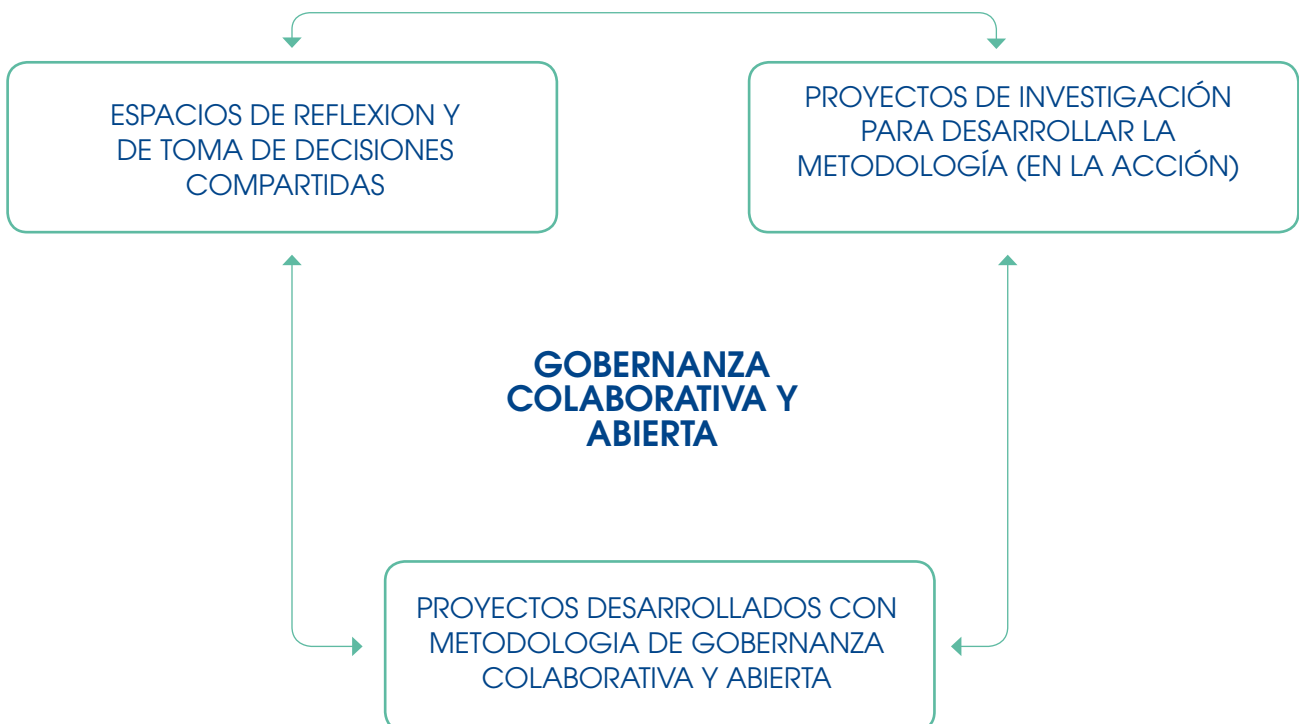 ESPACIOS DE REFLEXION Y
DE TOMA DE DECISIONES
COMPARTIDAS
PROYECTOS DE INVESTIGACIÓN
PARA DESARROLLAR LA
METODOLOGÍA (EN LA ACCIÓN)
GOBERNANZA
COLABORATIVA Y
ABIERTA
PROYECTOS DESARROLLADOS CON
METODOLOGIA DE GOBERNANZA
COLABORATIVA Y ABIERTA